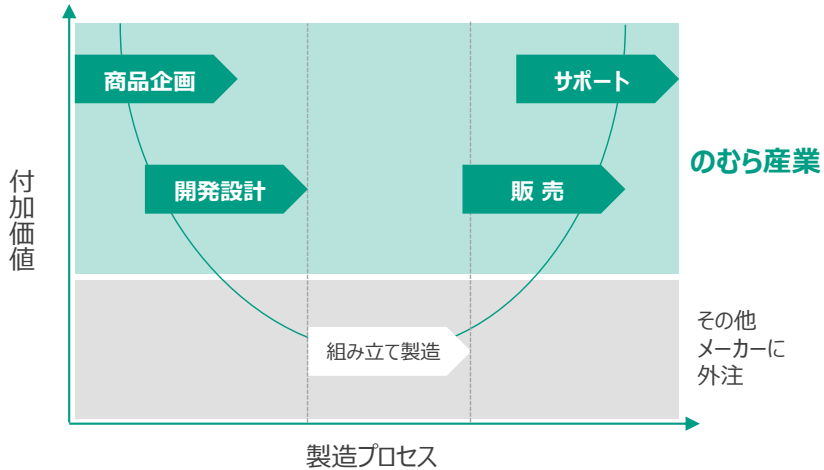 商品企画
サポート
のむら産業
開発設計
販 売
付加価値
組み立て製造
その他
メーカーに
外注
製造プロセス